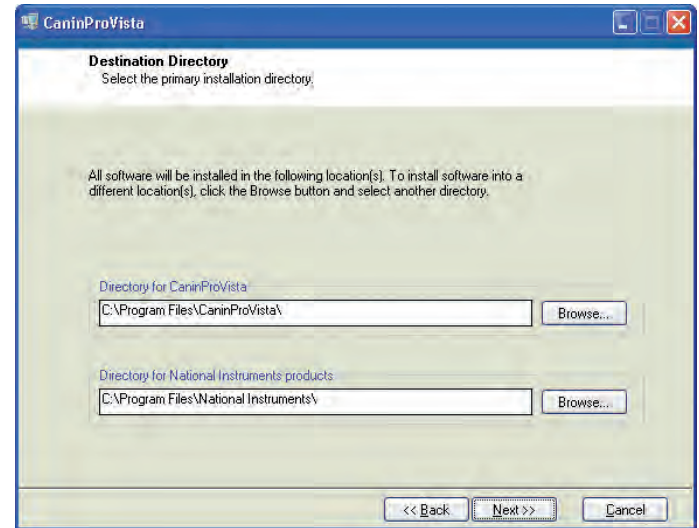 CaninProVista
Destination Directory
Select the primary installation directory.
All software will be installed in the following location(s). To install software into a
different location(s), click the Browse button and select another directory.
Directory for CaninProVista
C:\Program Files\CaninProVista\
Browse...
Directory for National Instruments products
C:\Program Files\National Instruments\
Browse...
<< Back Next >> Cancel